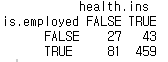 health.ins
is.employed FALSE TRUE
FALSE 27 43
TRUE 81 459